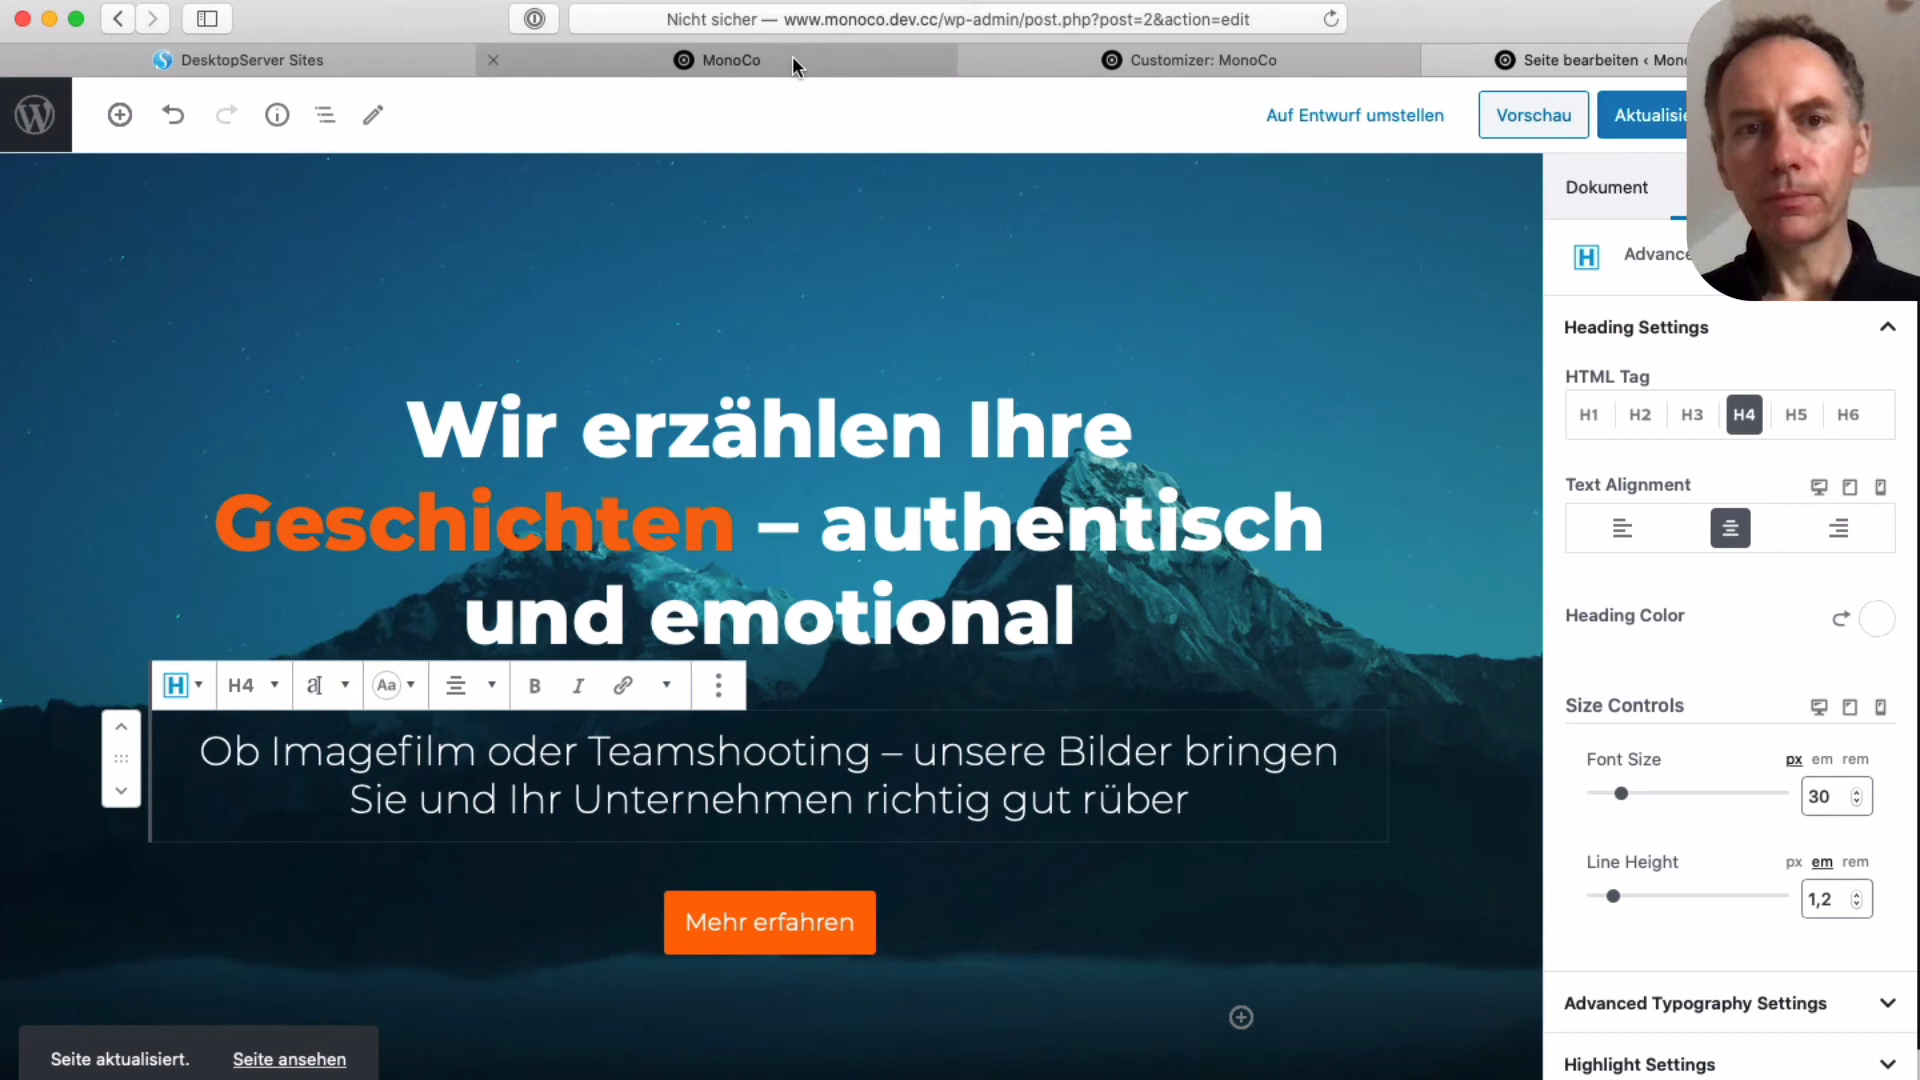 Nicht sicher — www.monoco.dev.cc/wp-admin/post.php?post=2&action=edit
DesktopServer Sites
MonoCo
Customizer: MonoCo
Seite bearbeiten ‹ Mono
Auf Entwurf umstellen
Vorschau
Aktualisie
Dokument
Advance
Heading Settings
HTML Tag
H1 H2 H3 H4 H5 H6
Text Alignment
Heading Color
Size Controls
Font Size px em rem
30
Line Height px em rem
1,2
Advanced Typography Settings
Highlight Settings
Wir erzählen Ihre
Geschichten – authentisch
und emotional
H H4 a Aa B I
Ob Imagefilm oder Teamshooting – unsere Bilder bringen
Sie und Ihr Unternehmen richtig gut rüber
Mehr erfahren
Seite aktualisiert. Seite ansehen